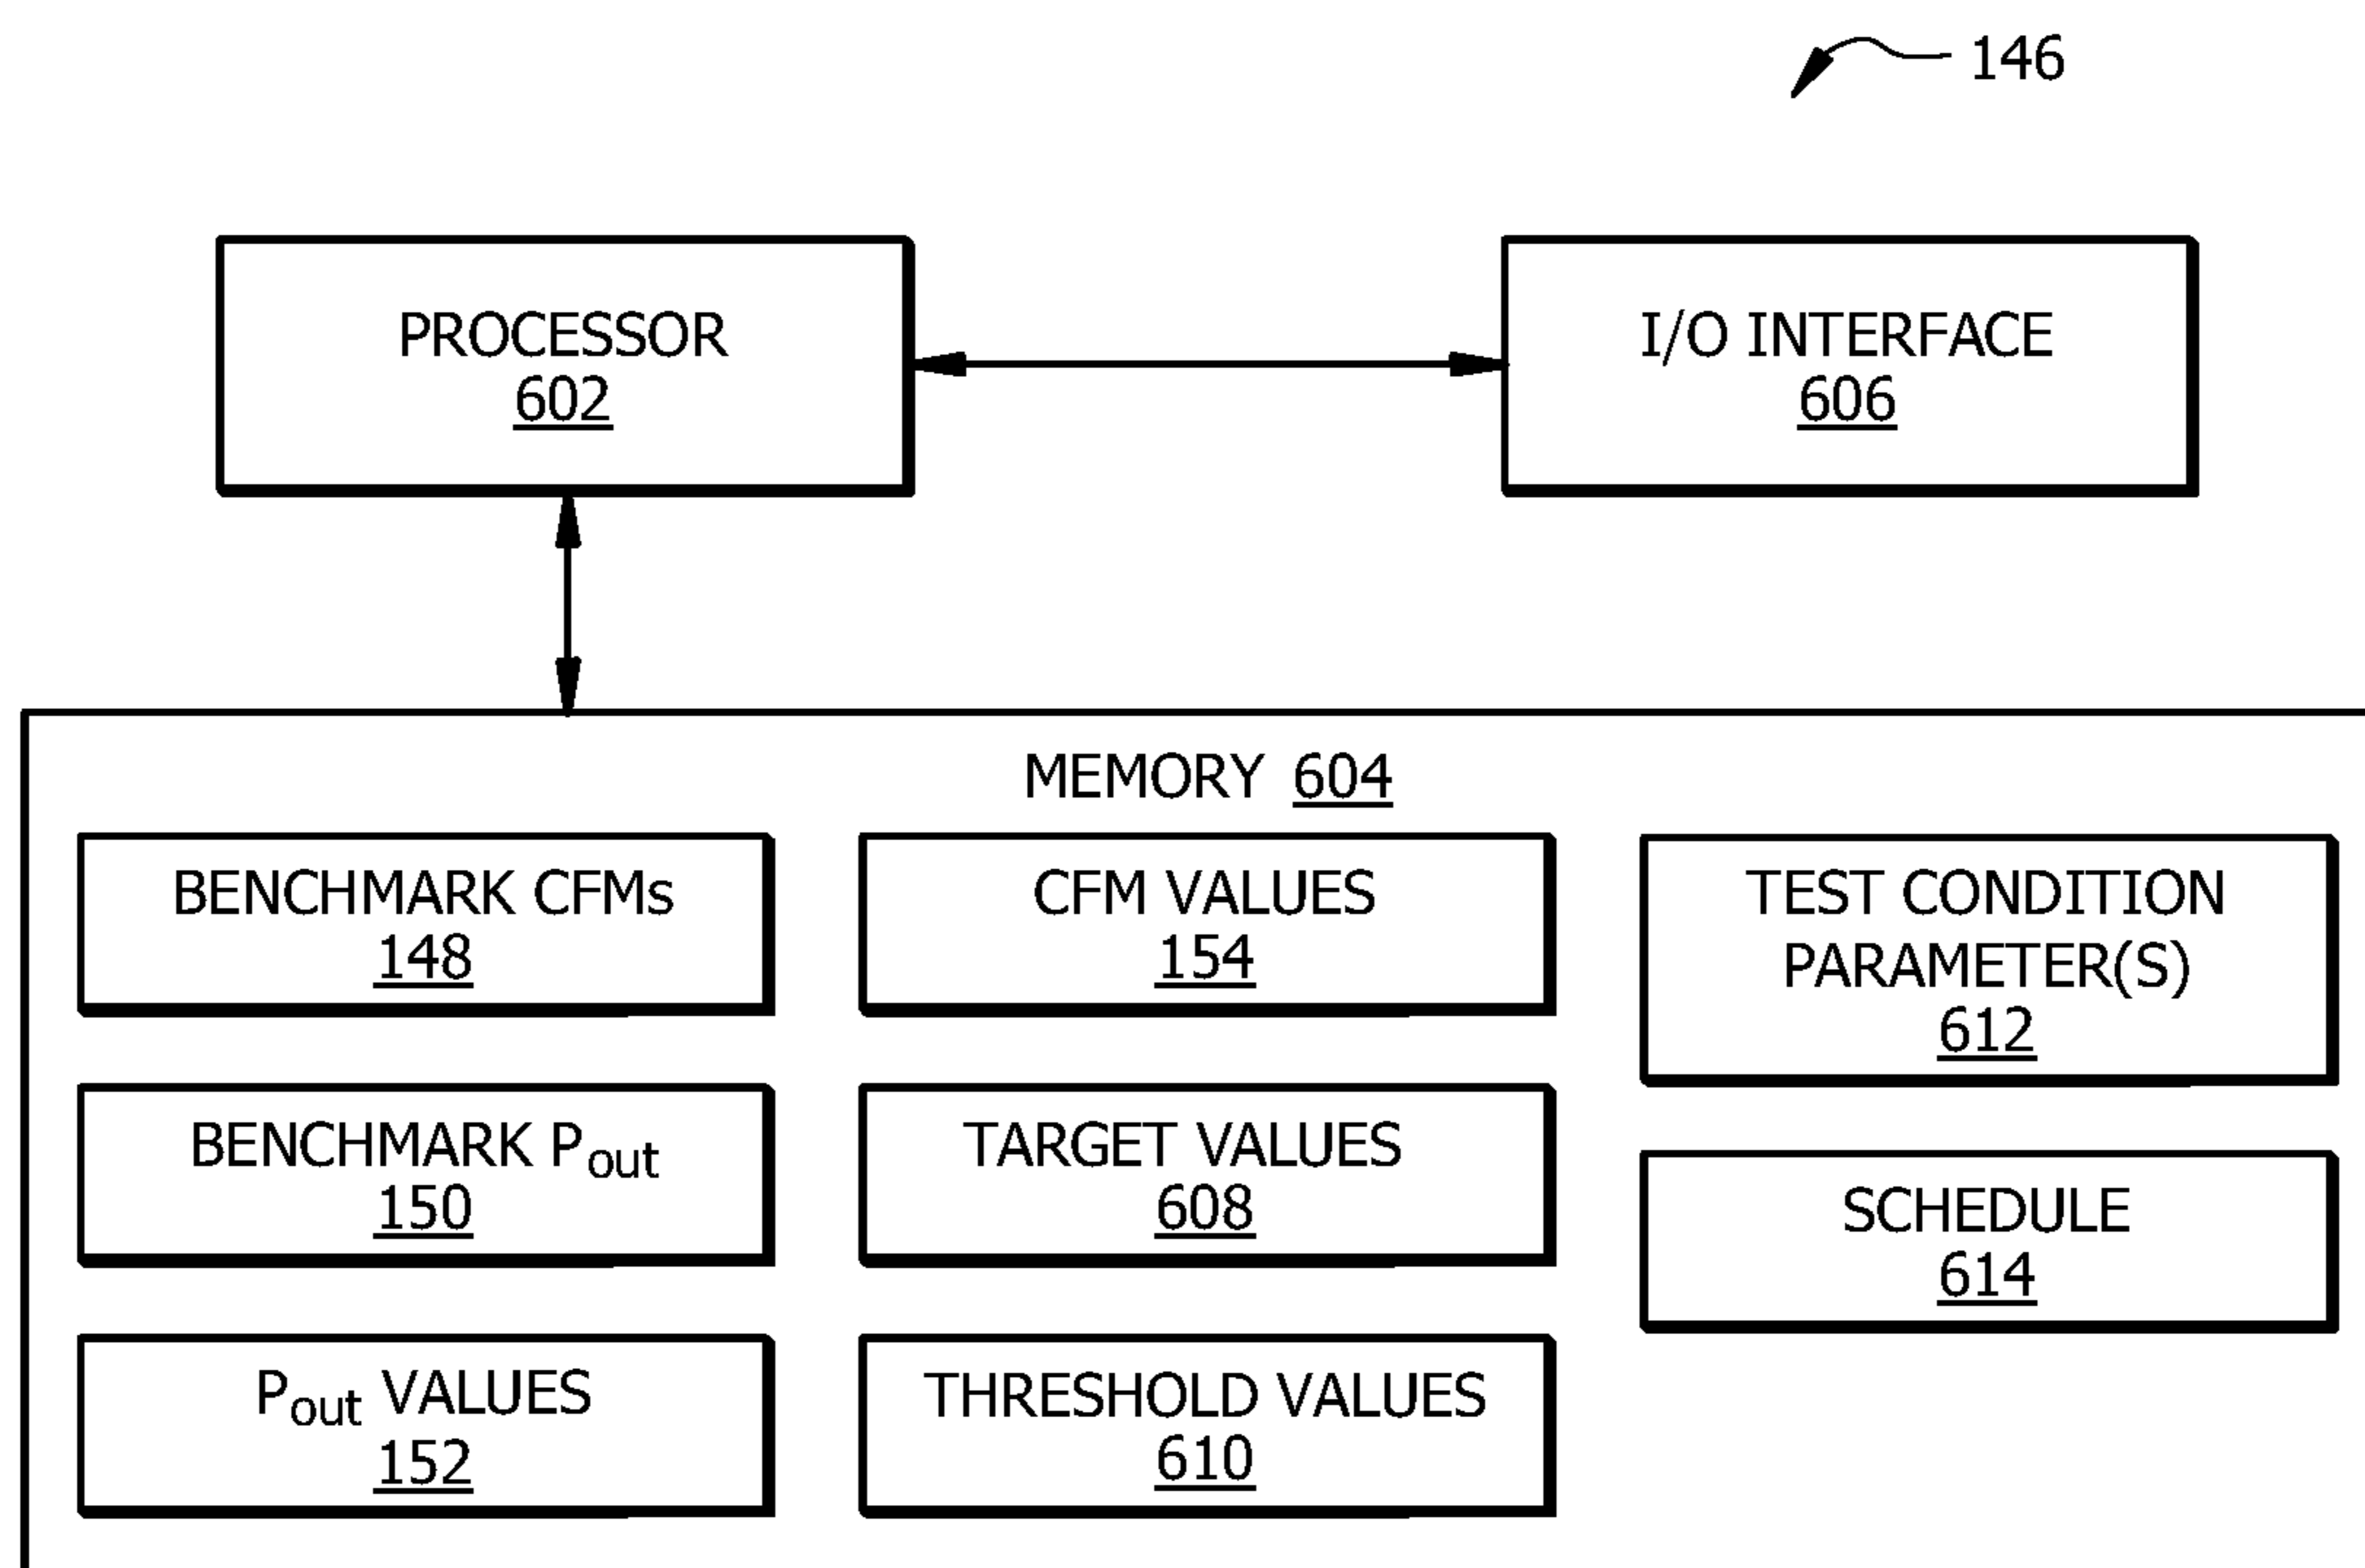 146
PROCESSOR
602
I/O INTERFACE
606
MEMORY 604
BENCHMARK CFMs
148
CFM VALUES
154
TEST CONDITION
PARAMETER(S)
612
BENCHMARK Pout
150
TARGET VALUES
608
SCHEDULE
614
Pout VALUES
152
THRESHOLD VALUES
610